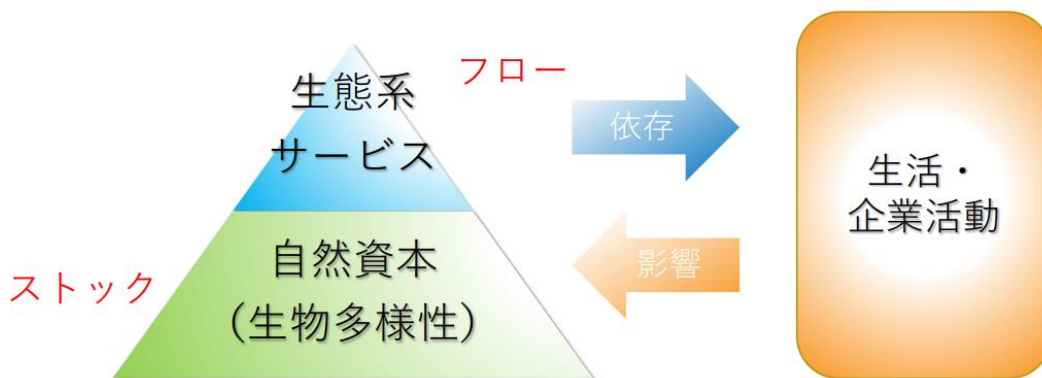 フロー
生態系
サービス
依存
生活・
企業活動
ストック
自然資本
（生物多様性）
影響